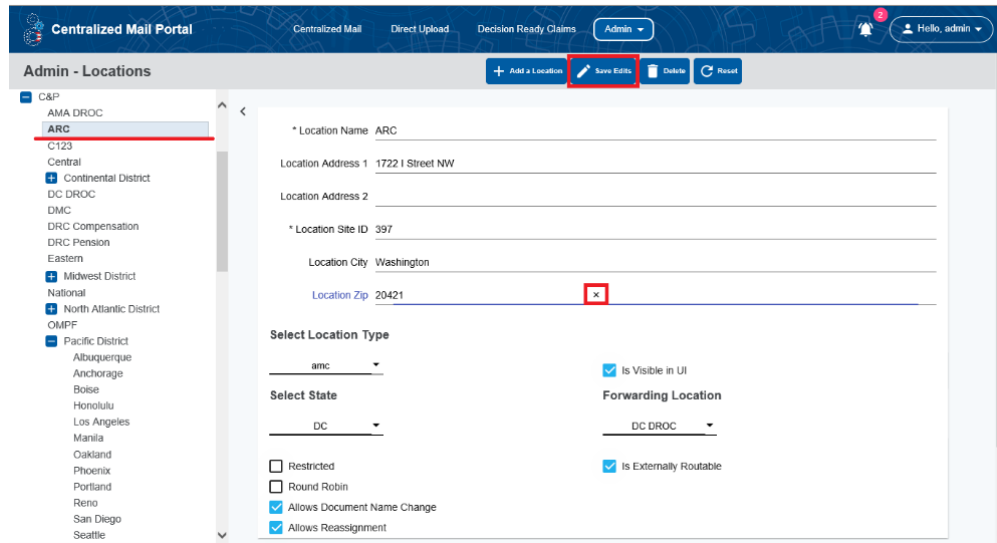 Centralized Mail Portal
Centralized Mail Direct Upload Decision Ready Claims Admin
2
Hello, admin
Admin - Locations
+ Add a Location Save Edits Delete Reset
C&P
AMA DROC
ARC
C123
Central
Continental District
DC DROC
DMC
DRC Compensation
DRC Pension
Eastern
Midwest District
National
North Atlantic District
OMPF
Pacific District
Albuquerque
Anchorage
Boise
Honolulu
Los Angeles
Manila
Oakland
Phoenix
Portland
Reno
San Diego
Seattle
* Location Name ARC
Location Address 1 1722 I Street NW
Location Address 2
* Location Site ID 397
Location City Washington
Location Zip 20421 ×
Select Location Type
amc
Is Visible in UI
Select State
Forwarding Location
DC
DC DROC
Restricted
Is Externally Routable
Round Robin
Allows Document Name Change
Allows Reassignment